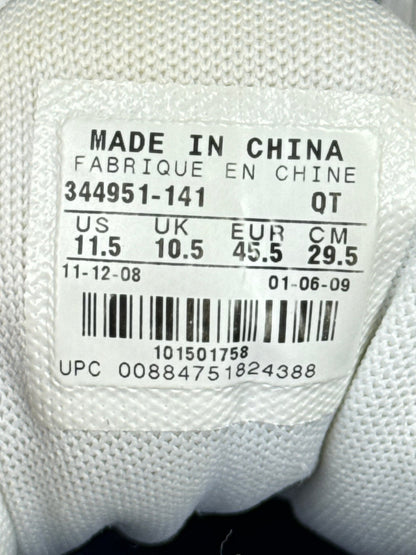 MADE IN CHINA
FABRIQUE EN CHINE
344951-141 QT
US UK EUR CM
11.5 10.5 45.5 29.5
11-12-08 01-06-09
101501758
UPC 00884751824388